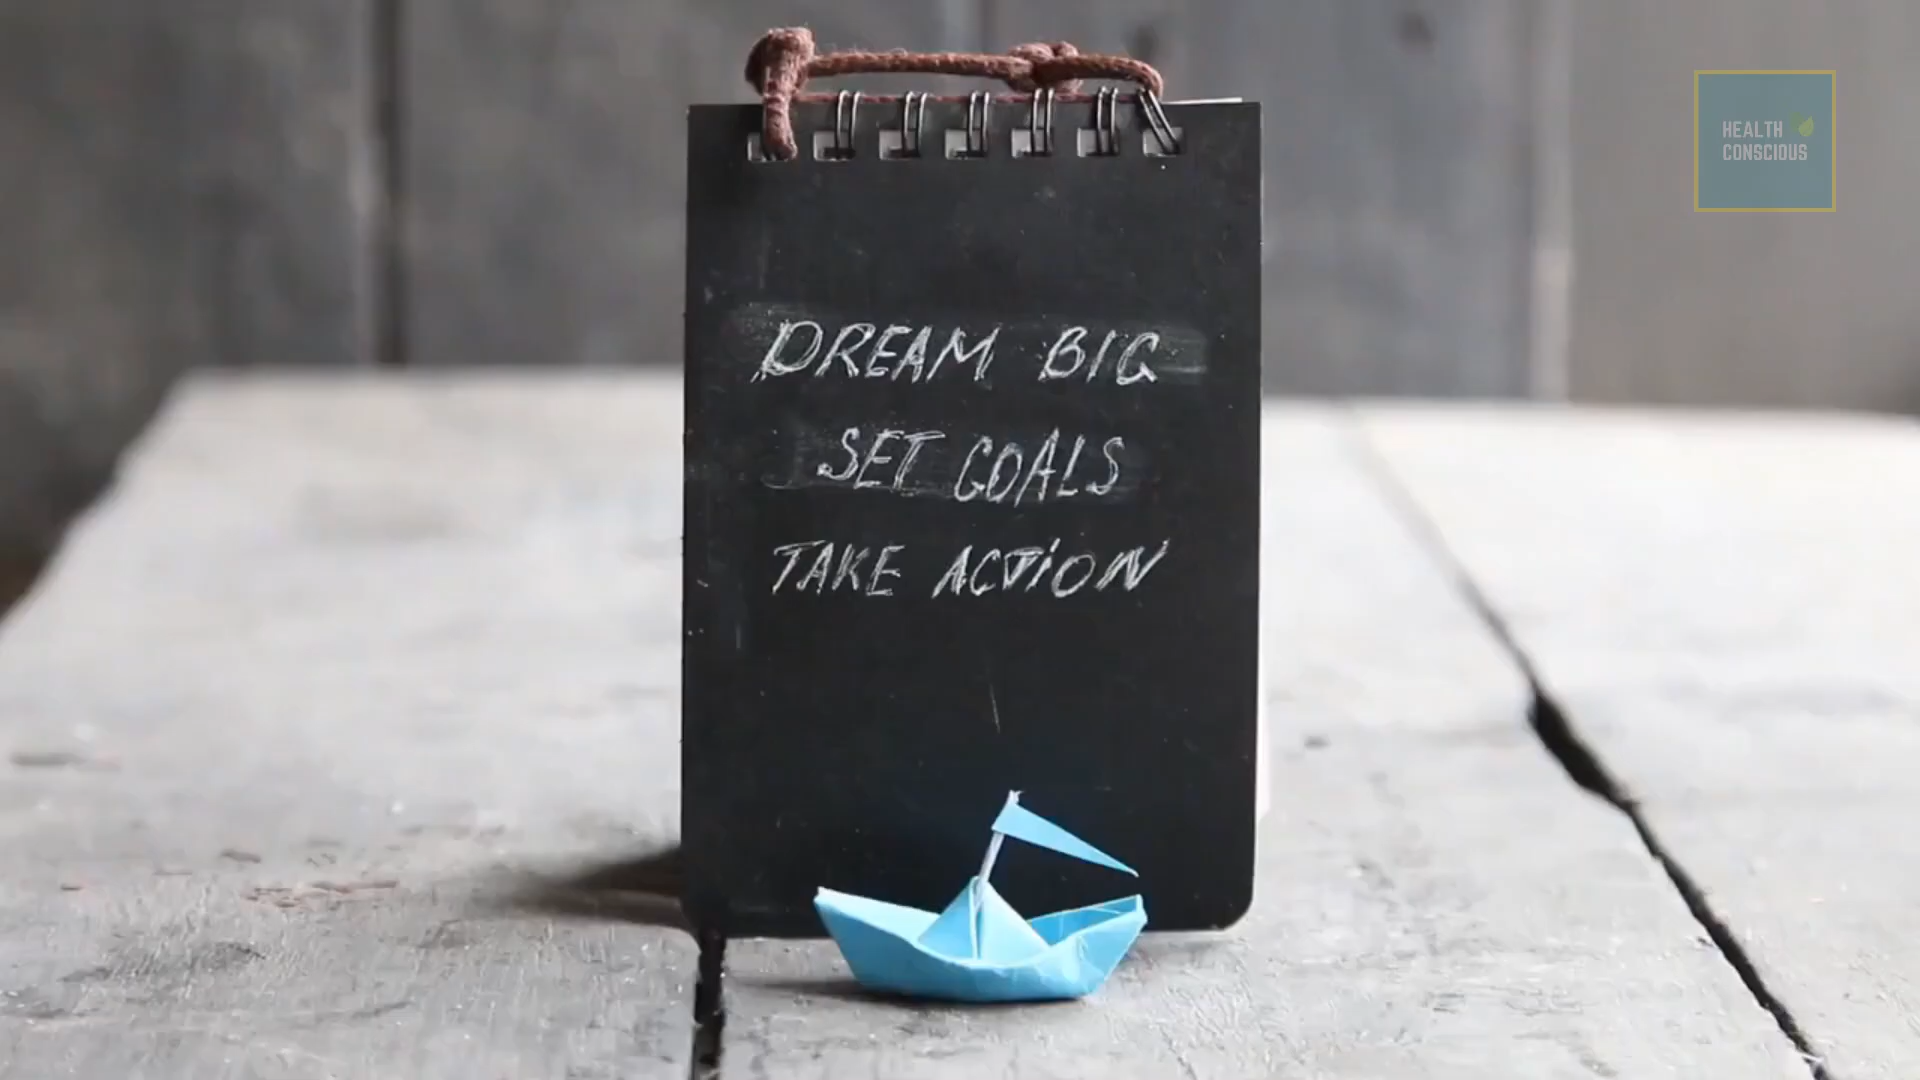 HEALTH
CONSCIOUS
DREAM BIG
SET GOALS
TAKE ACTION